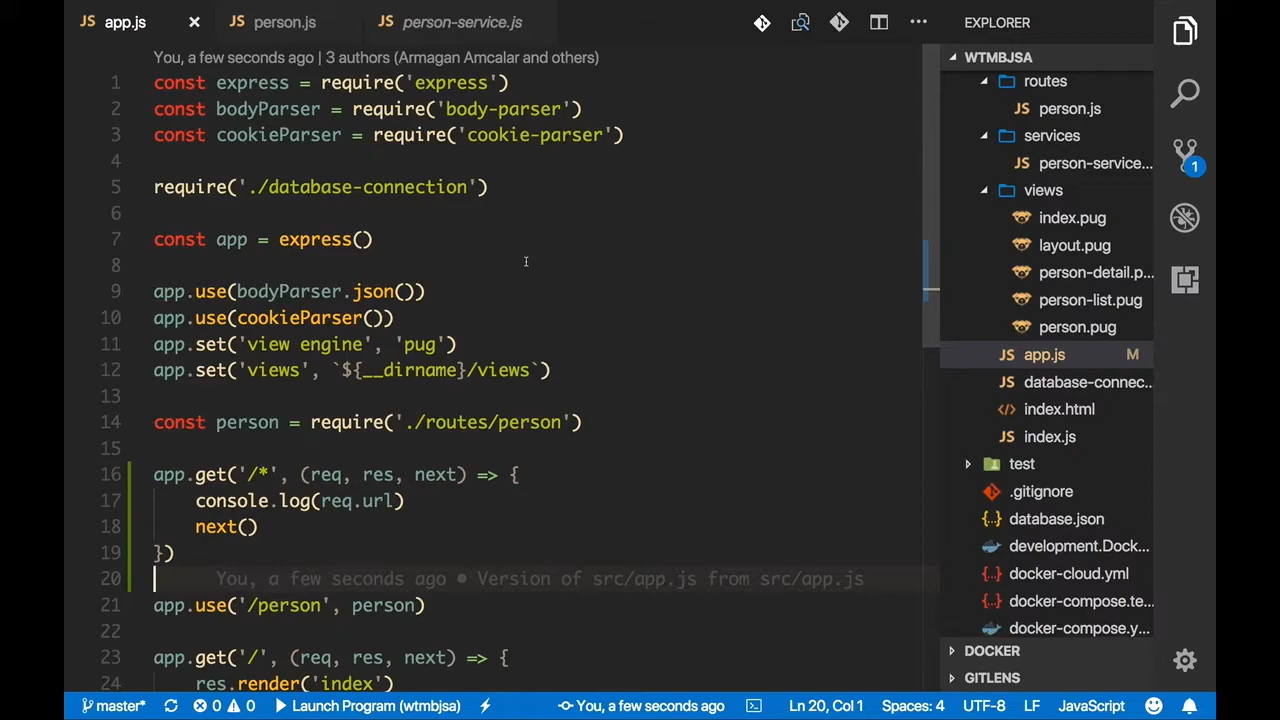 app.js
person.js
person-service.js
EXPLORER
You, a few seconds ago | 3 authors (Armagan Amcalar and others)
1 const express = require('express')
2 const bodyParser = require('body-parser')
3 const cookieParser = require('cookie-parser')
4
5 require('./database-connection')
6
7 const app = express()
8
9 app.use(bodyParser.json())
10 app.use(cookieParser())
11 app.set('view engine', 'pug')
12 app.set('views', `${__dirname}/views`)
13
14 const person = require('./routes/person')
15
16 app.get('/*', (req, res, next) => {
17 console.log(req.url)
18 next()
19 })
20 You, a few seconds ago • Version of src/app.js from src/app.js
21 app.use('/person', person)
22
23 app.get('/', (req, res, next) => {
24 res.render('index')
WTMBJSA
routes
JS person.js
services
JS person-service...
views
index.pug
layout.pug
person-detail.p...
person-list.pug
person.pug
JS app.js M
JS database-connec...
index.html
JS index.js
test
.gitignore
database.json
development.Dock...
docker-cloud.yml
docker-compose.te...
docker-compose.y...
DOCKER
GITLENS
1
master*
0 0
Launch Program (wtmbjsa)
You, a few seconds ago
Ln 20, Col 1
Spaces: 4
UTF-8
LF
JavaScript